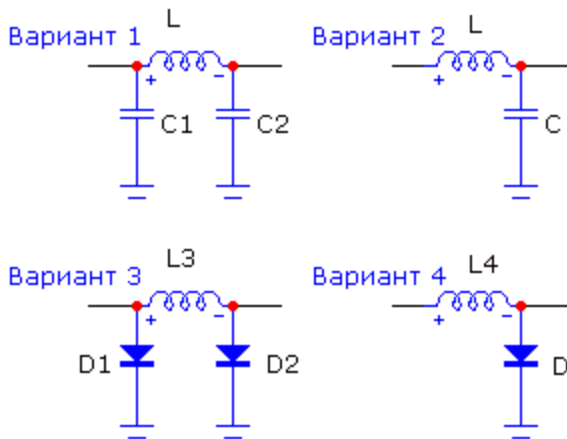 Вариант 1
L
+
-
C1
C2
Вариант 2
L
+
-
C
Вариант 3
L3
+
-
D1
D2
Вариант 4
L4
+
-
D